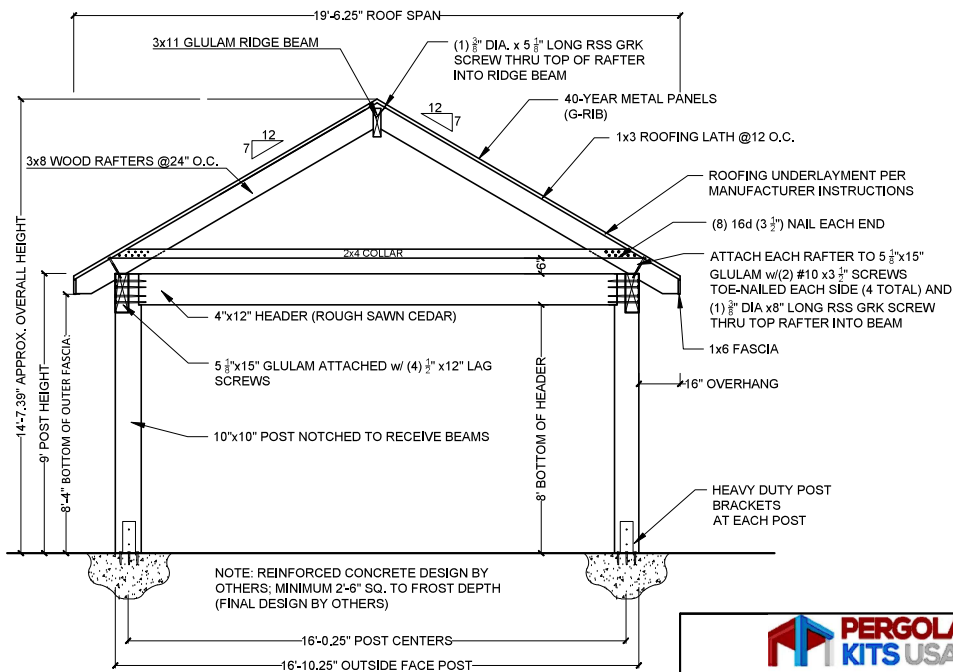 19'-6.25" ROOF SPAN
3x11 GLULAM RIDGE BEAM
(1) 3/8" DIA. x 5 1/8" LONG RSS GRK
SCREW THRU TOP OF RAFTER
INTO RIDGE BEAM
12
7
12
7
40-YEAR METAL PANELS
(G-RIB)
1x3 ROOFING LATH @12 O.C.
3x8 WOOD RAFTERS @24" O.C.
ROOFING UNDERLAYMENT PER
MANUFACTURER INSTRUCTIONS
(8) 16d (3 1/2") NAIL EACH END
2x4 COLLAR
6"
ATTACH EACH RAFTER TO 5 1/8"x15"
GLULAM w/(2) #10 x3 1/2" SCREWS
TOE-NAILED EACH SIDE (4 TOTAL) AND
(1) 3/8" DIA x8" LONG RSS GRK SCREW
THRU TOP RAFTER INTO BEAM
4"x12" HEADER (ROUGH SAWN CEDAR)
1x6 FASCIA
5 1/8"x15" GLULAM ATTACHED w/ (4) 1/2" x12" LAG
SCREWS
16" OVERHANG
14'-7.39" APPROX. OVERALL HEIGHT
9' POST HEIGHT
8'-4" BOTTOM OF OUTER FASCIA
10"x10" POST NOTCHED TO RECEIVE BEAMS
8' BOTTOM OF HEADER
HEAVY DUTY POST
BRACKETS
AT EACH POST
NOTE: REINFORCED CONCRETE DESIGN BY
OTHERS; MINIMUM 2'-6" SQ. TO FROST DEPTH
(FINAL DESIGN BY OTHERS)
16'-0.25" POST CENTERS
16'-10.25" OUTSIDE FACE POST
PERGOLA
KITS USA